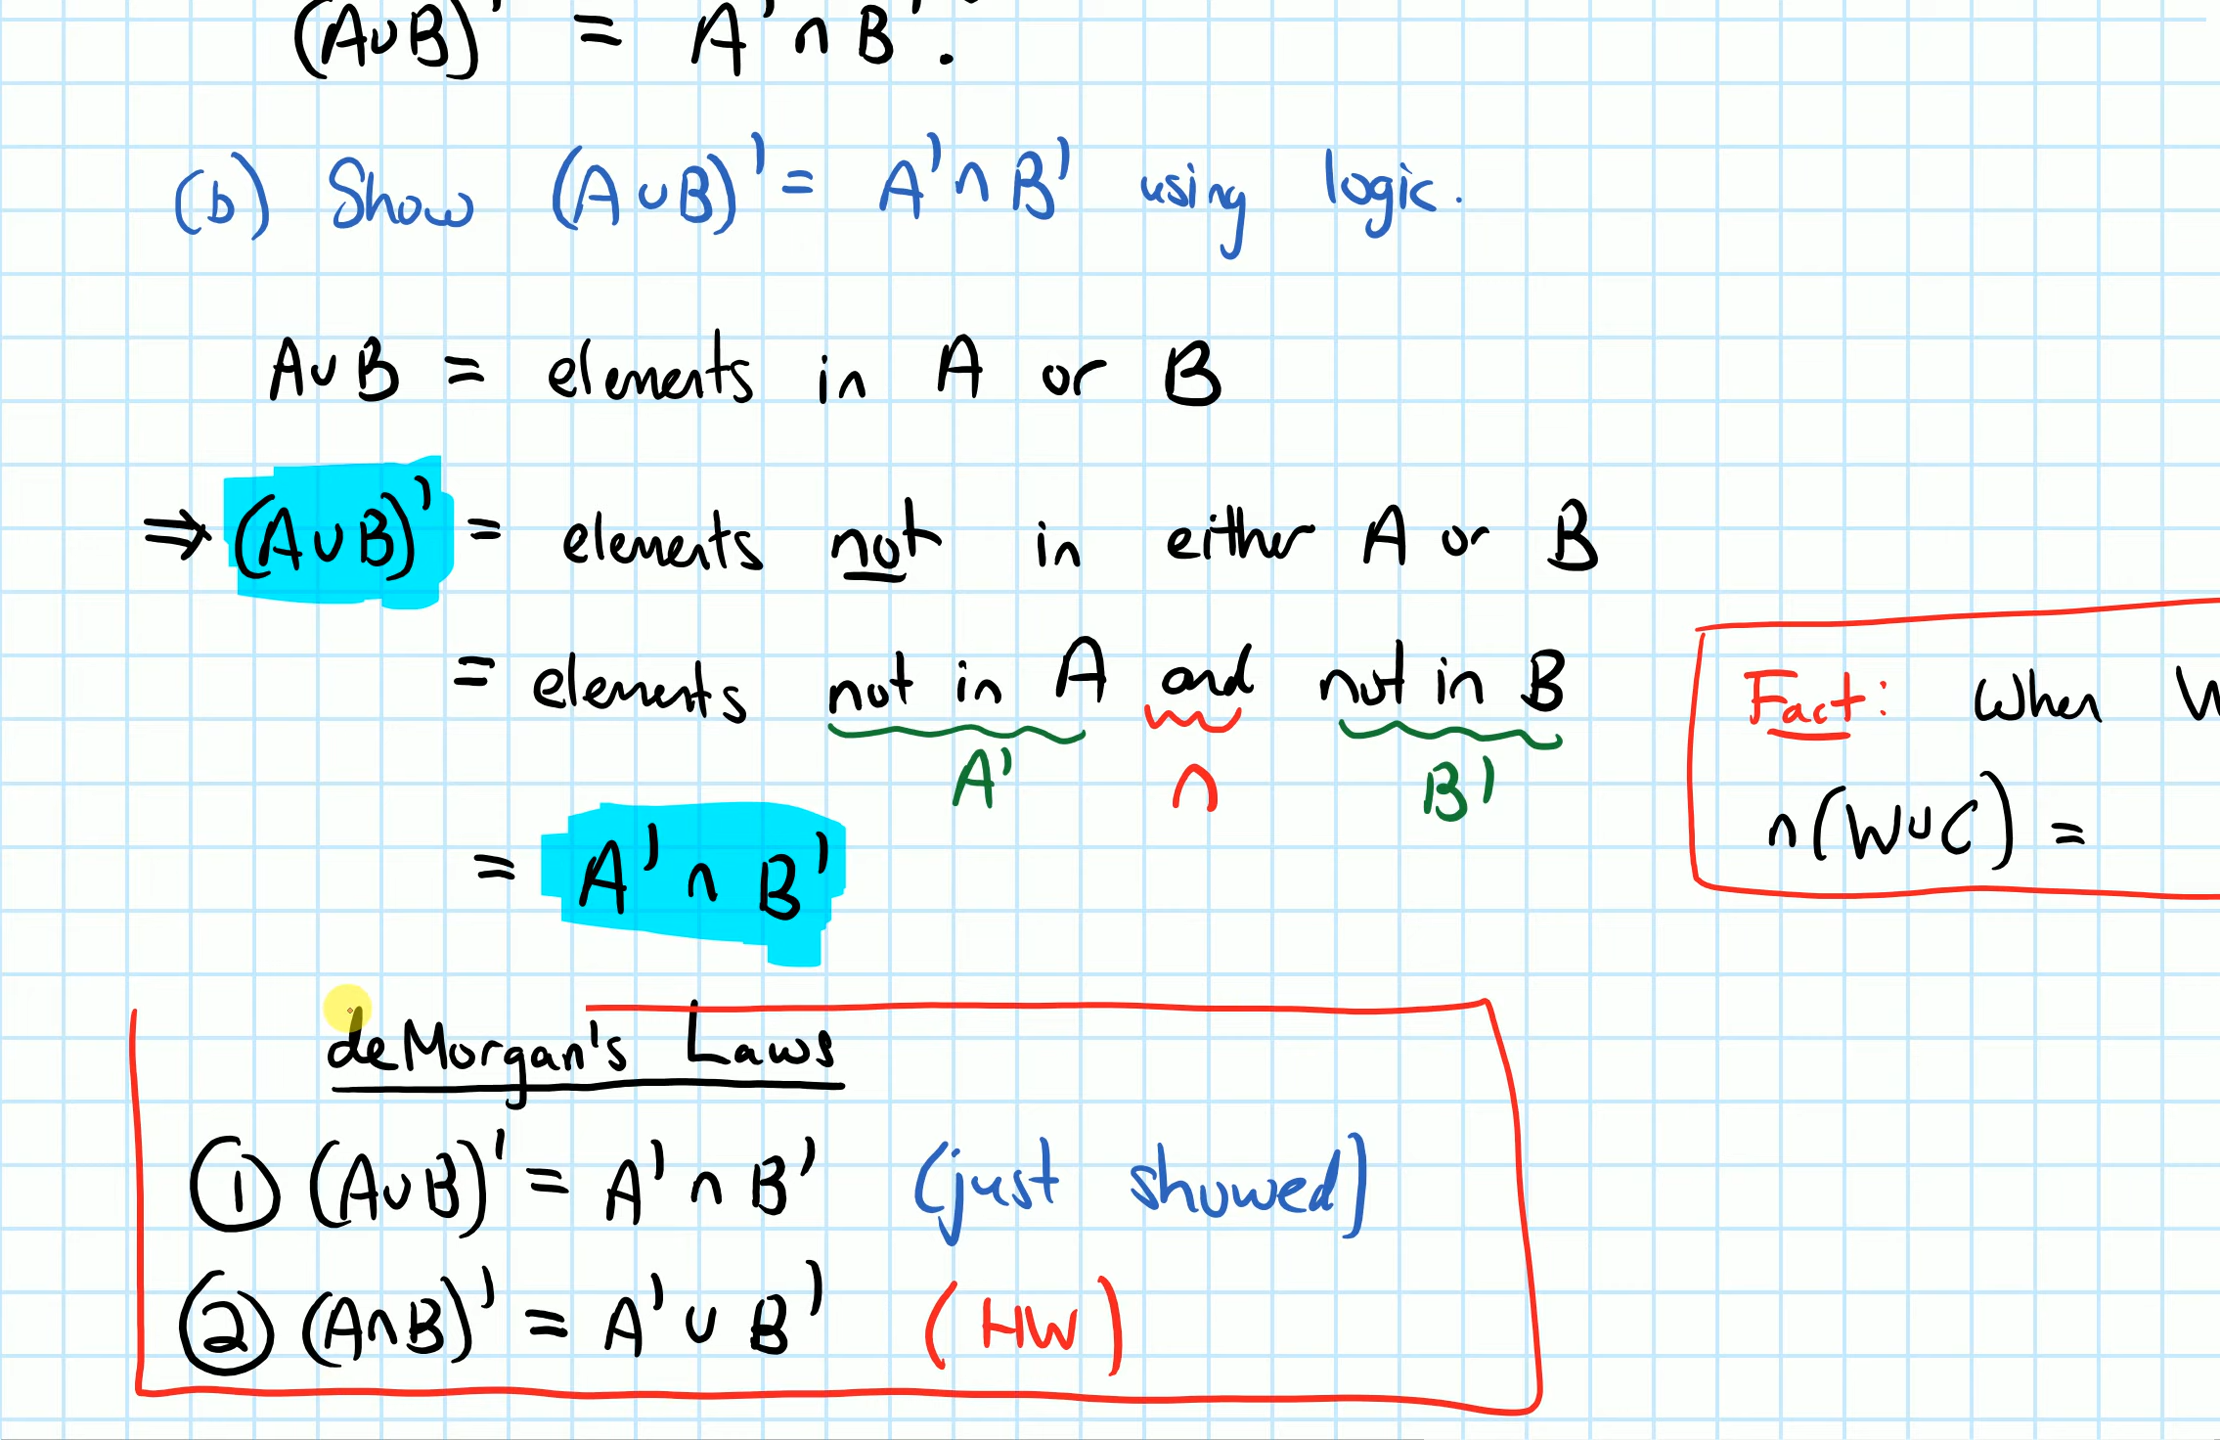 (A∪B)' = A' ∩ B'.
(b) Show (A∪B)' = A' ∩ B' using logic.
A∪B = elements in A or B
⇒ (A∪B)' = elements not in either A or B
= elements not in A and not in B
A' ∩ B'
= A' ∩ B'
Fact: When
n(W∪C) =
deMorgan's Laws
① (A∪B)' = A' ∩ B' (just showed)
② (A∩B)' = A' ∪ B' (HW)